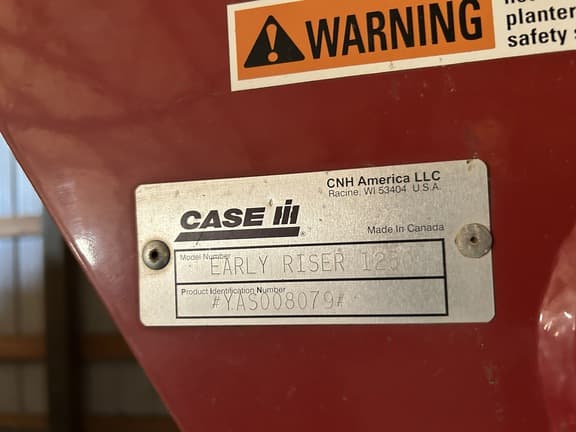 WARNING
planter
safety
CNH America LLC
Racine, WI 53404 U.S.A.
CASE IH
Made In Canada
Model Number
EARLY RISER
Product Identification Number
#YAS008079#